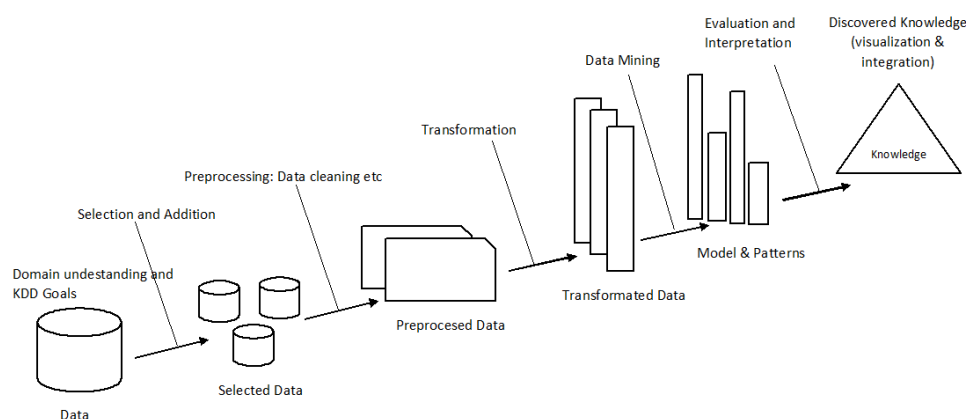 Evaluation and
Interpretation
Discovered Knowledge
(visualization &
integration)
Data Mining
Transformation
Knowledge
Preprocessing: Data cleaning etc
Selection and Addition
Model & Patterns
Domain undestanding and
KDD Goals
Transformated Data
Preprocesed Data
Selected Data
Data